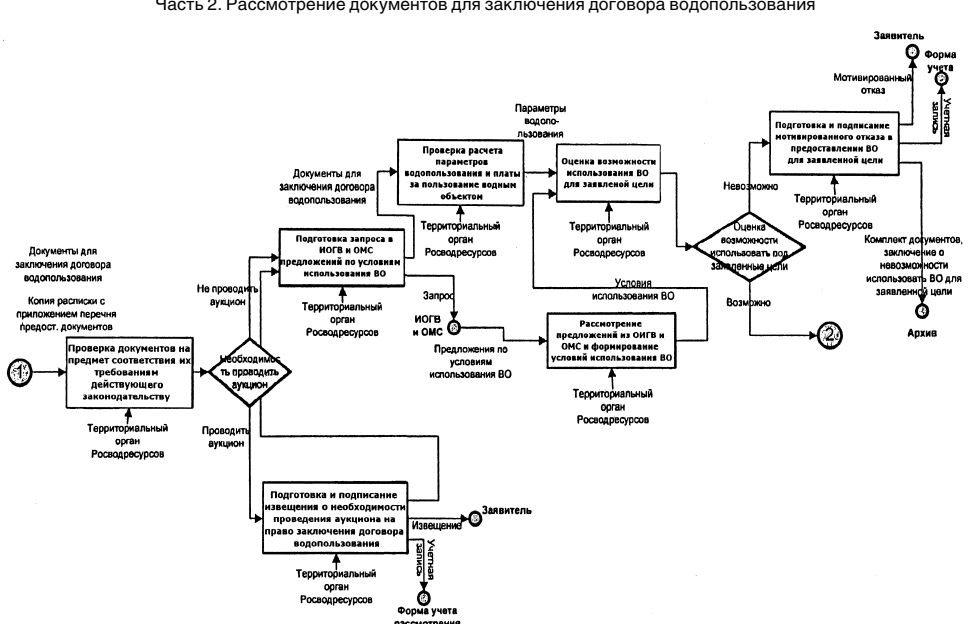 Часть 2. Рассмотрение документов для заключения договора водопользования
Заявитель
Форма
учета
Мотивированный
отказ
Учетная
запись
Параметры
водопо-
льзования
Подготовка и подписание
мотивированного отказа в
предоставлении ВО
для заявленной цели
Проверка расчета
параметров
водопользования и платы
за пользование водным
объектом
Оценка возможности
использования ВО
для заявленой цели
Документы для
заключения договора
водопользования
Невозможно
Территориальный
орган
Росводресурсов
Территориальный
орган
Росводресурсов
Территориальный
орган
Росводресурсов
Подготовка запроса в
ИОГВ и ОМС
предложений по условиям
использования ВО
Оценка
возможности
использовать под
заявленные цели
Комплект документов,
заключение о
невозможности
использовать ВО для
заявленной цели
Архив
Документы для
заключения договора
водопользования
Копия расписки с
приложением перечня
предост. документов
Не проводить
аукцион
Территориальный
орган
Росводресурсов
Запрос
ИОГВ
и ОМС
Условия
использования ВО
Возможно
2
Предложения по
условиям
использования ВО
Рассмотрение
предложений из ОИГВ и
ОМС и формирование
условий использования ВО
Территориальный
орган
Росводресурсов
1
Проверка документов на
предмет соответствия их
требованиям
действующего
законодательству
Необходимос
ть проводить
аукцион
Территориальный
орган
Росводресурсов
Проводить
аукцион
Подготовка и подписание
извещения о необходимости
проведения аукциона на
право заключения договора
водопользования
Заявитель
Извещение
Учетная
запись
Территориальный
орган
Росводресурсов
Форма учета
рассмотрения